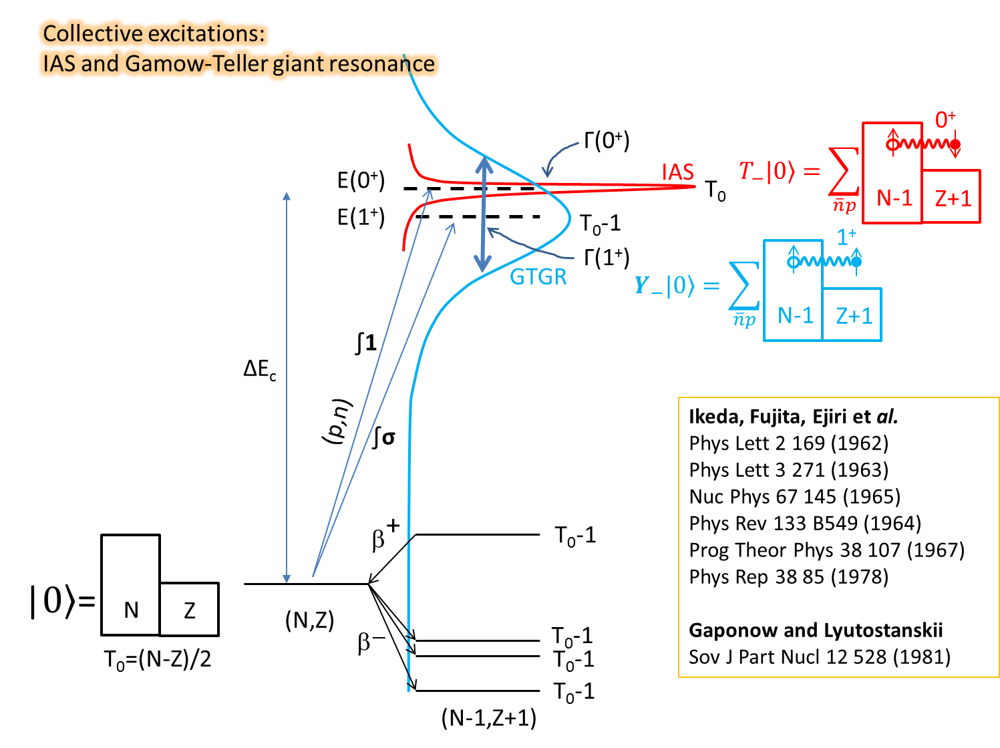 Collective excitations:
IAS and Gamow-Teller giant resonance
Γ(0⁺)
0⁺
IAS
T₋|0⟩ = ∑ n̄p
N-1
Z+1
E(0⁺)
T₀
E(1⁺)
T₀-1
1⁺
Γ(1⁺)
GTGR
Y₋|0⟩ = ∑ n̄p
N-1
Z+1
∫1
ΔE꜀
(p,n)
∫σ
Ikeda, Fujita, Ejiri et al.
Phys Lett 2 169 (1962)
Phys Lett 3 271 (1963)
Nuc Phys 67 145 (1965)
Phys Rev 133 B549 (1964)
Prog Theor Phys 38 107 (1967)
Phys Rep 38 85 (1978)
Gaponow and Lyutostanskii
Sov J Part Nucl 12 528 (1981)
β⁺
T₀-1
|0⟩=
N
Z
(N,Z)
β⁻
T₀-1
T₀-1
T₀=(N-Z)/2
T₀-1
(N-1,Z+1)